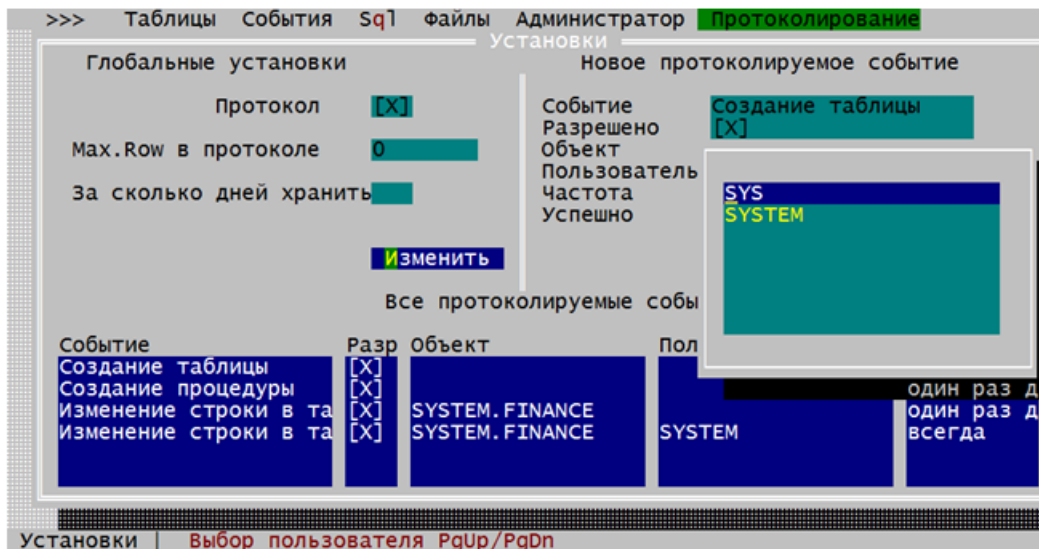 >>> Таблицы События Sql Файлы Администратор Протоколирование
Установки
Глобальные установки
Протокол [X]
Max.Row в протоколе 0
За сколько дней хранить
Изменить
Новое протоколируемое событие
Событие Создание таблицы
Разрешено [X]
Объект
Пользователь
Частота
Успешно
SYS
SYSTEM
Все протоколируемые собы
Событие Разр Объект Пол
Создание таблицы [X]
Создание процедуры [X] один раз д
Изменение строки в та [X] SYSTEM.FINANCE один раз д
Изменение строки в та [X] SYSTEM.FINANCE SYSTEM всегда
Установки | Выбор пользователя PgUp/PgDn